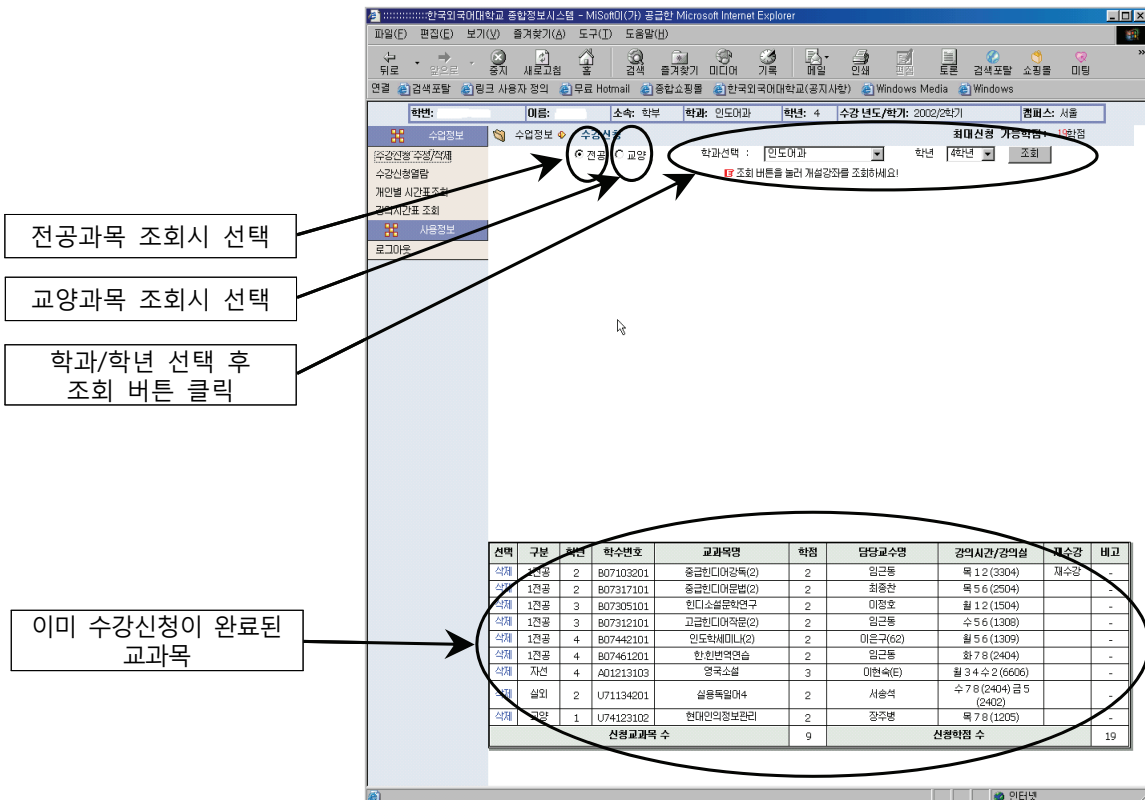 ::::::::::::::한국외국어대학교 종합정보시스템 - MiSoft이(가) 공급한 Microsoft Internet Explorer
파일(F) 편집(E) 보기(V) 즐겨찾기(A) 도구(T) 도움말(H)
뒤로 앞으로 중지 새로고침 홈 검색 즐겨찾기 미디어 기록 메일 인쇄 편집 토론 검색포탈 쇼핑몰 미팅
연결 검색포탈 링크 사용자 정의 무료 Hotmail 종합쇼핑몰 한국외국어대학교(공지사항) Windows Media Windows
학번: 이름: 소속: 학부 학과: 인도어과 학년: 4 수강년도/학기: 2002/2학기 캠퍼스: 서울
수업정보
수강신청 수정/삭제
수강신청열람
개인별 시간표조회
강의시간표 조회
사용정보
로그아웃
수업정보 수강신청 최대신청 가능학점: 19학점
전공 교양 학과선택 : 인도어과 학년 4학년 조회
조회 버튼을 눌러 개설강좌를 조회하세요!
전공과목 조회시 선택
교양과목 조회시 선택
학과/학년 선택 후
조회 버튼 클릭
이미 수강신청이 완료된
교과목
선택 구분 학년 학수번호 교과목명 학점 담당교수명 강의시간/강의실 재수강 비고
삭제 1전공 2 B07103201 중급힌디어강독(2) 2 임근동 목 1 2 (3304) 재수강 -
삭제 1전공 2 B07317101 중급힌디어문법(2) 2 최종찬 목 5 6 (2504) -
삭제 1전공 3 B07305101 힌디소설문학연구 2 이정호 월 1 2 (1504) -
삭제 1전공 3 B07312101 고급힌디어작문(2) 2 임근동 수 5 6 (1308) -
삭제 1전공 4 B07442101 인도학세미나(2) 2 이은구(62) 월 5 6 (1309) -
삭제 1전공 4 B07461201 한·힌번역연습 2 임근동 화 7 8 (2404) -
삭제 자선 4 A01213103 영국소설 3 이현숙(E) 월 3 4 수 2 (6606) -
삭제 실외 2 U71134201 실용독일어4 2 서송석 수 7 8 (2404) 금 5 (2402) -
삭제 교양 1 U74123102 현대인의정보관리 2 장주병 목 7 8 (1205) -
신청교과목 수 9 신청학점 수 19
인터넷